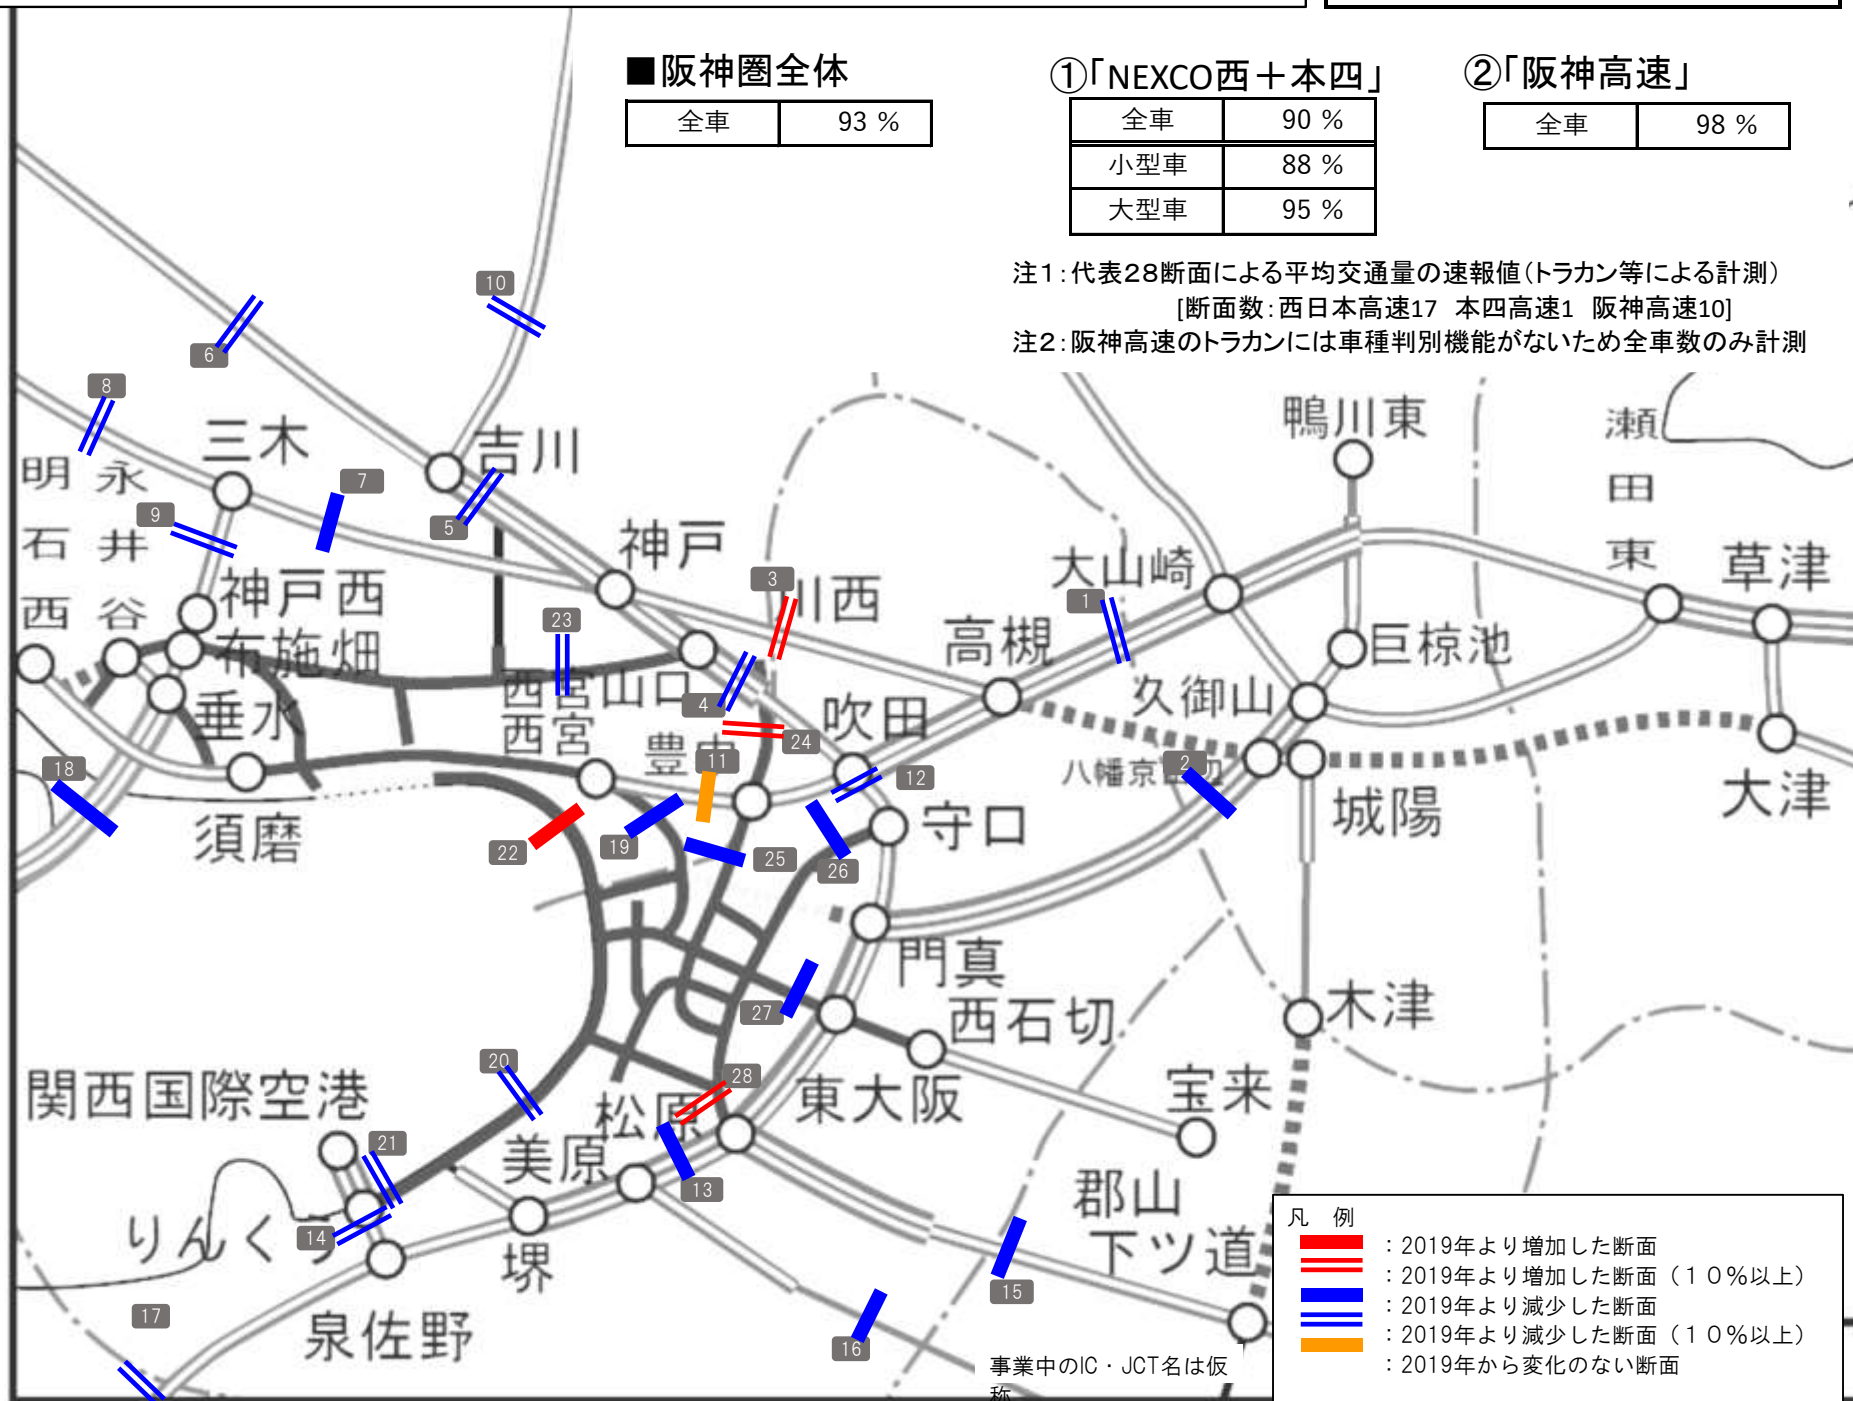 ■阪神圏全体
全車 93 %
①「NEXCO西＋本四」
全車 90 %
小型車 88 %
大型車 95 %
②「阪神高速」
全車 98 %
注1：代表28断面による平均交通量の速報値（トラカン等による計測）
[断面数：西日本高速17 本四高速1 阪神高速10]
注2：阪神高速のトラカンには車種判別機能がないため全車数のみ計測
10
6
8
三木
吉川
7
明石西
永井谷
9
5
神戸
鴨川東
瀬田東
草津
大山崎
3
川西
1
神戸西
布施畑
23
高槻
巨椋池
西宮山口
西宮
4
久御山
垂水
24
吹田
豊中
11
12
2
18
八幡京田辺
大津
城陽
守口
須磨
22
19
25
26
門真
西石切
27
木津
20
28
関西国際空港
松原
東大阪
宝来
21
美原
13
郡山
下ツ道
りんくう
14
堺
15
17
泉佐野
16
事業中のIC・JCT名は仮
称
凡 例
：2019年より増加した断面
：2019年より増加した断面（１０％以上）
：2019年より減少した断面
：2019年より減少した断面（１０％以上）
：2019年から変化のない断面